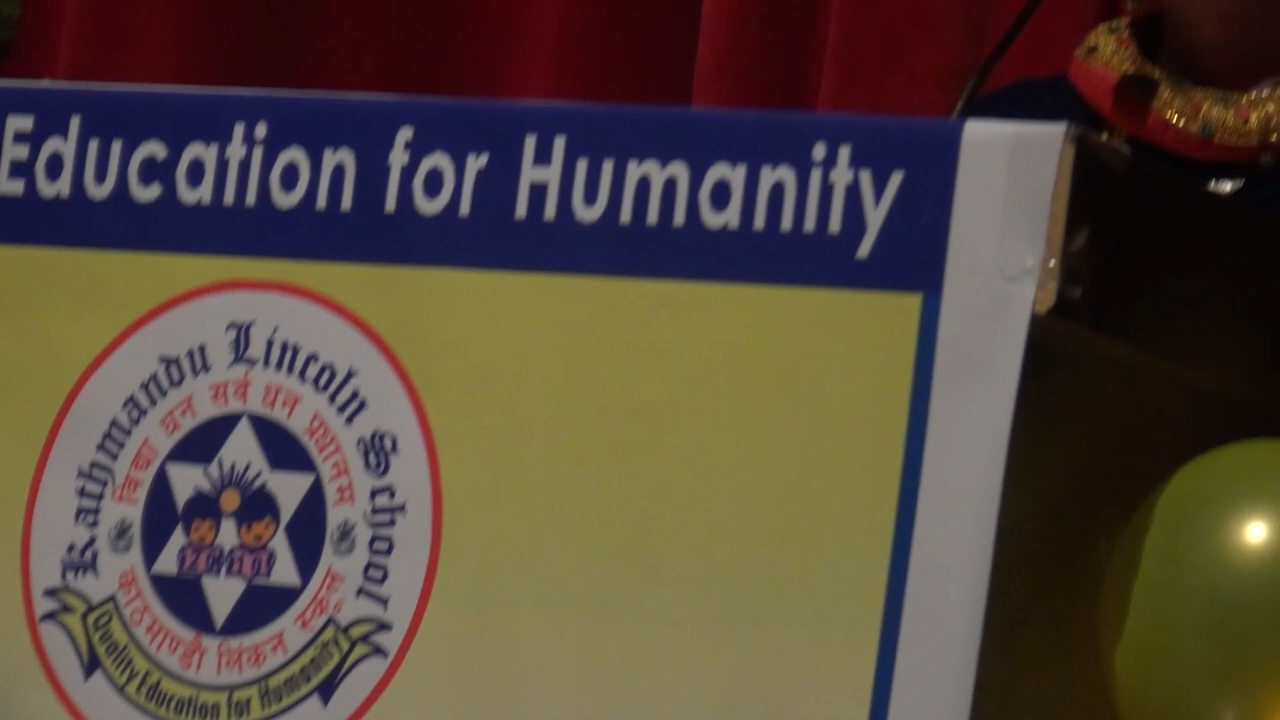 Education for Humanity
Kathmandu Lincoln School
विद्या धन सर्व धन प्रधानम
काठमाण्डौ लिंकन स्कूल
Quality Education for Humanity